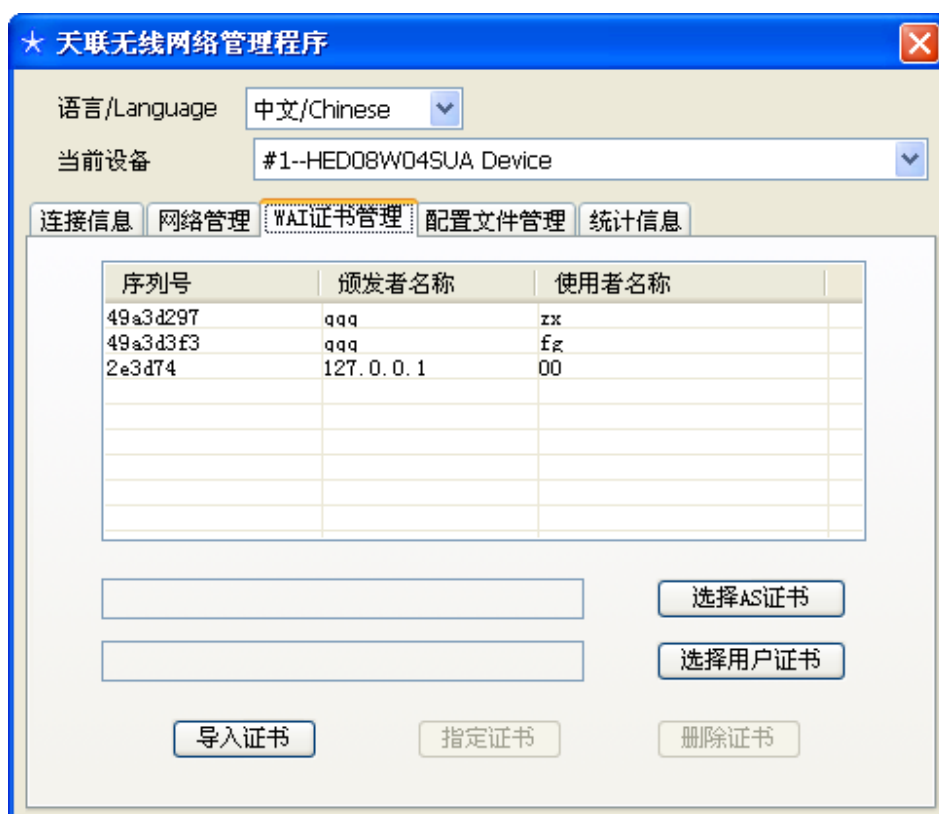 天联无线网络管理程序
语言/Language 中文/Chinese
当前设备 #1--HED08W04SUA Device
连接信息 网络管理 WAI证书管理 配置文件管理 统计信息
序列号 颁发者名称 使用者名称
49a3d297 qqq zx
49a3d3f3 qqq fg
2e3d74 127.0.0.1 00
选择AS证书
选择用户证书
导入证书 指定证书 删除证书